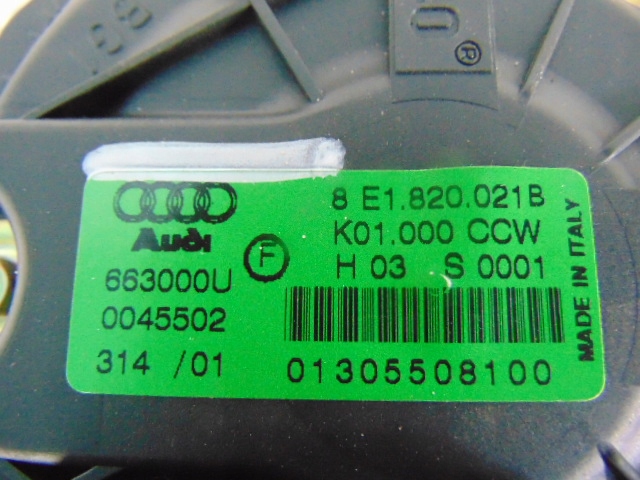 ®
Audi
8 E1.820.021B
F
K01.000 CCW
663000U
H 03 S 0001
0045502
314 /01
01305508100
MADE IN ITALY